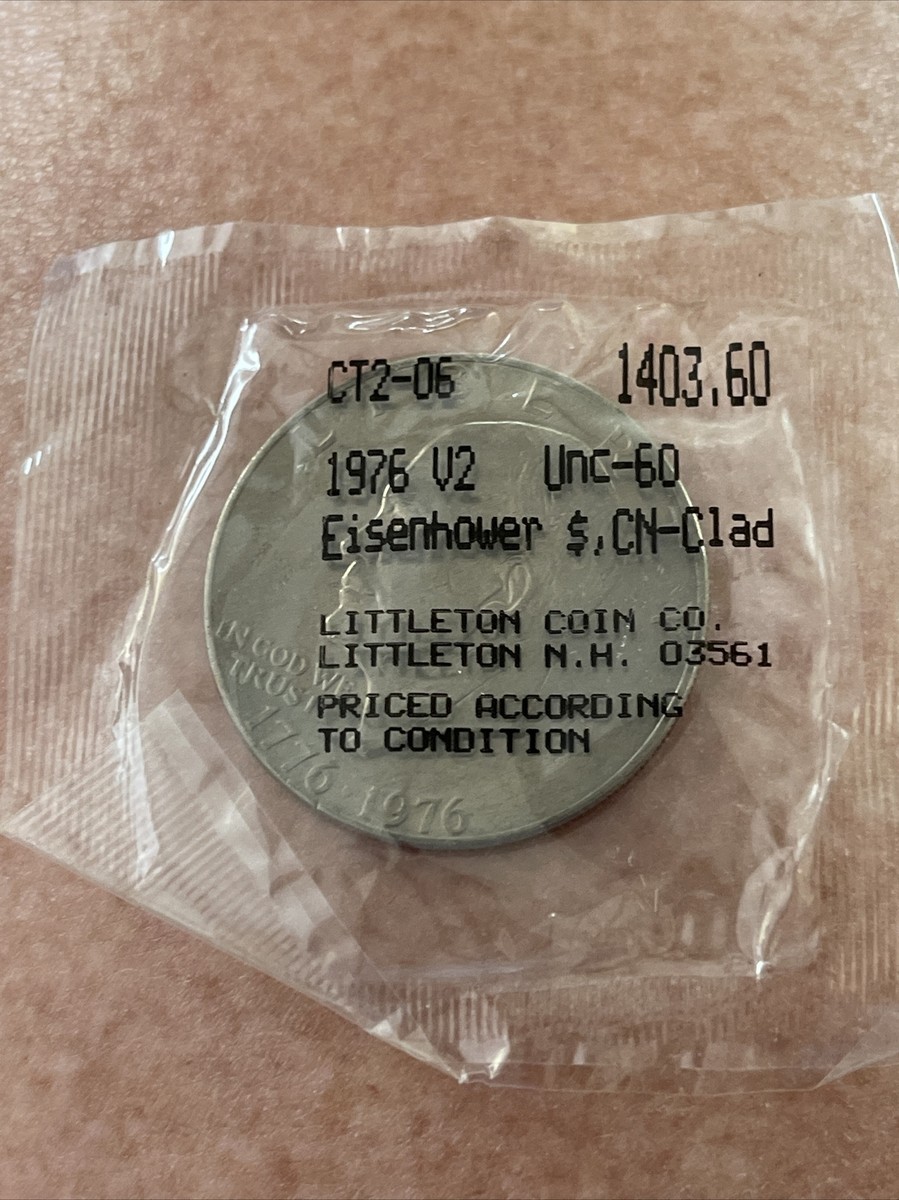 CT2-06 1403.60
1976 V2 Unc-60
Eisenhower $,CN-Clad
LITTLETON COIN CO.
LITTLETON N.H. 03561
PRICED ACCORDING
TO CONDITION
IN GOD WE
TRUST
1776·1976